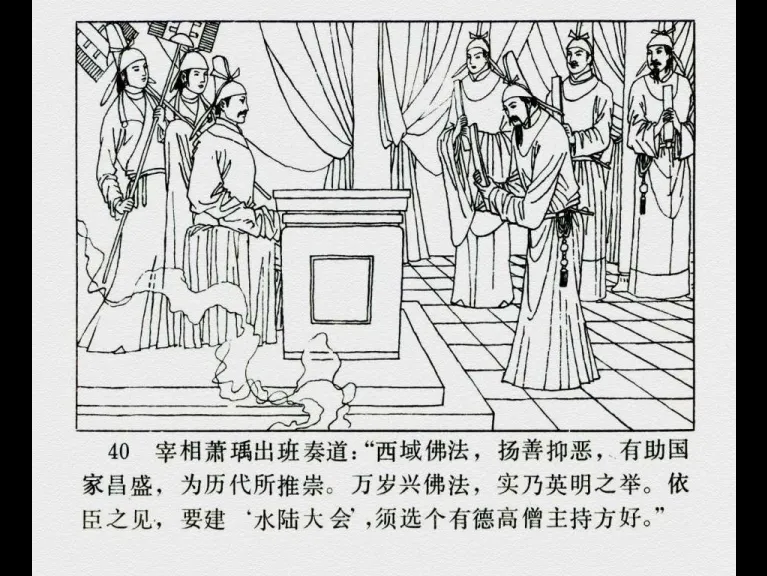 40 宰相萧瑀出班奏道：“西域佛法，扬善抑恶，有助国
家昌盛，为历代所推崇。万岁兴佛法，实乃英明之举。依
臣之见，要建‘水陆大会’，须选个有德高僧主持方好。”